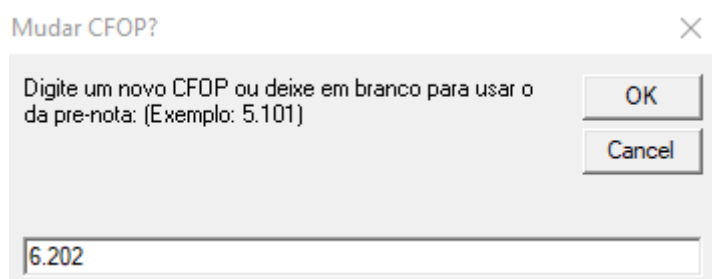 Mudar CFOP?
Digite um novo CFOP ou deixe em branco para usar o
da pre-nota: (Exemplo: 5.101)
OK
Cancel
6.202